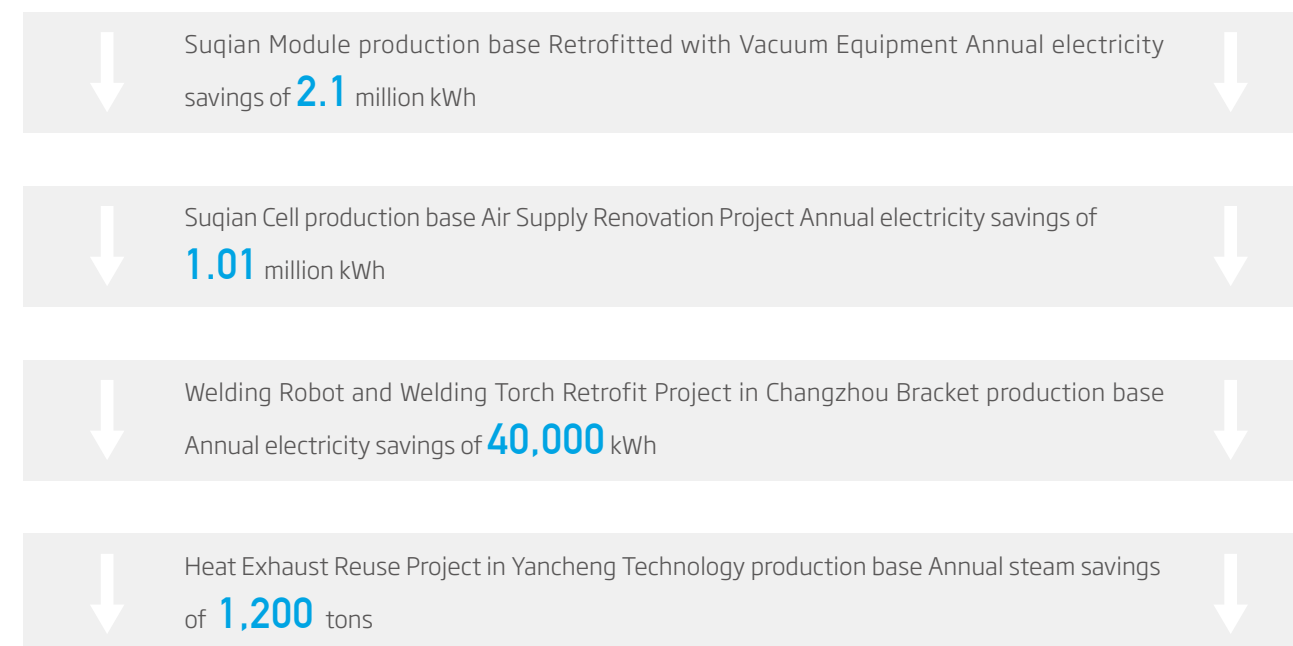 Suqian Module production base Retrofitted with Vacuum Equipment Annual electricity
savings of 2.1 million kWh
Suqian Cell production base Air Supply Renovation Project Annual electricity savings of
1.01 million kWh
Welding Robot and Welding Torch Retrofit Project in Changzhou Bracket production base
Annual electricity savings of 40,000 kWh
Heat Exhaust Reuse Project in Yancheng Technology production base Annual steam savings
of 1,200 tons